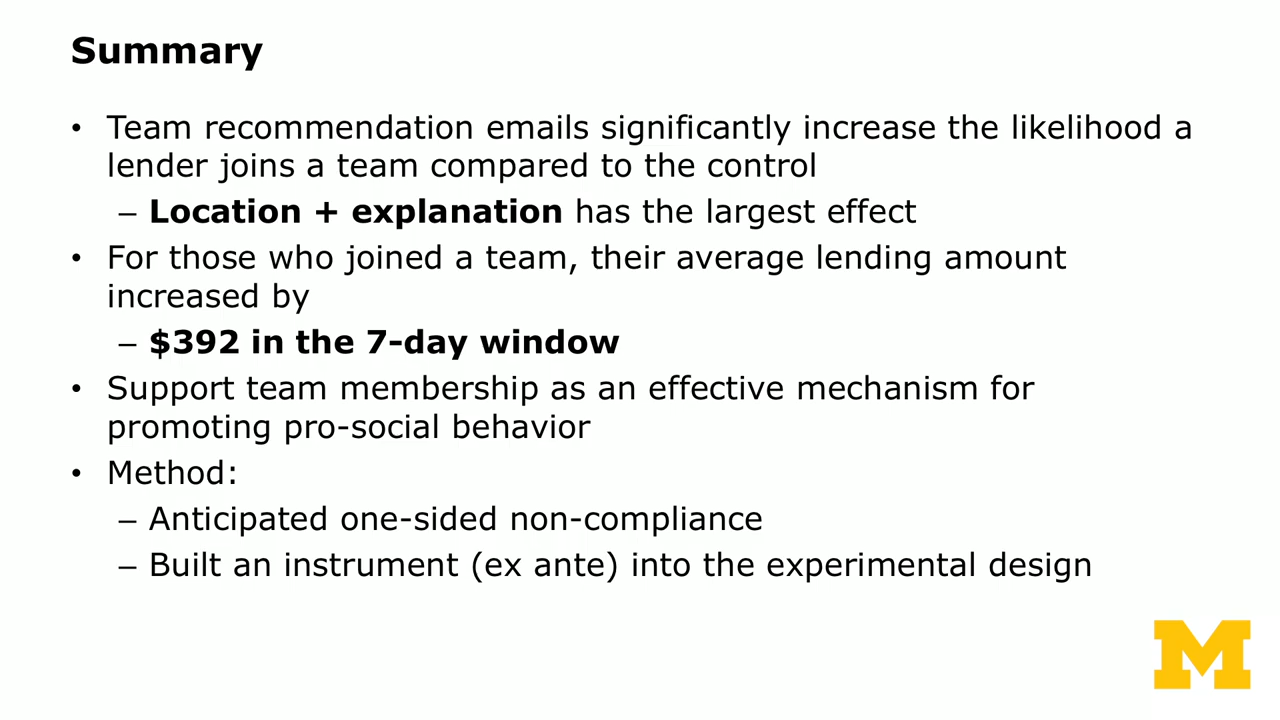 Summary
• Team recommendation emails significantly increase the likelihood a
lender joins a team compared to the control
– Location + explanation has the largest effect
• For those who joined a team, their average lending amount
increased by
– $392 in the 7-day window
• Support team membership as an effective mechanism for
promoting pro-social behavior
• Method:
– Anticipated one-sided non-compliance
– Built an instrument (ex ante) into the experimental design
M